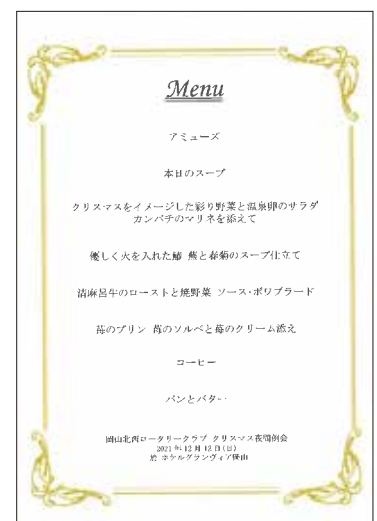 Menu
アミューズ
本日のスープ
クリスマスをイメージした彩り野菜と温泉卵のサラダ
カンパチのマリネを添えて
優しく火を入れた鰆 蕪と春菊のスープ仕立て
清麻呂牛のローストと焼野菜 ソース・ポワブラード
苺のプリン 苺のソルベと苺のクリーム添え
コーヒー
パンとバター
岡山北西ロータリークラブ クリスマス夜間例会
2021年12月12日(日)
於 ホテルグランヴィア岡山